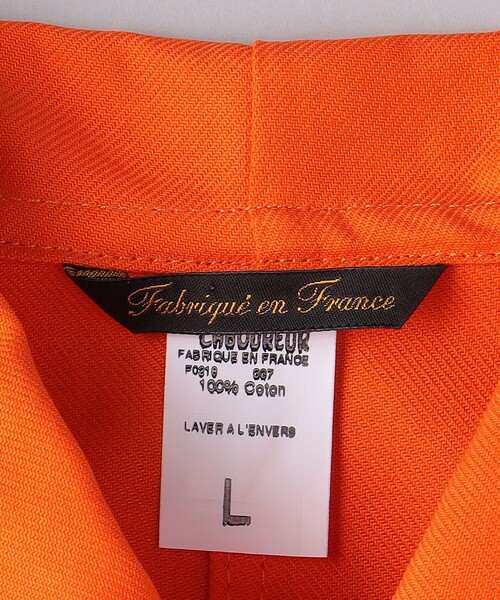 Fabriqué en France
FABRIQUE EN FRANCE
100% Coton
LAVER A L'ENVERS
L